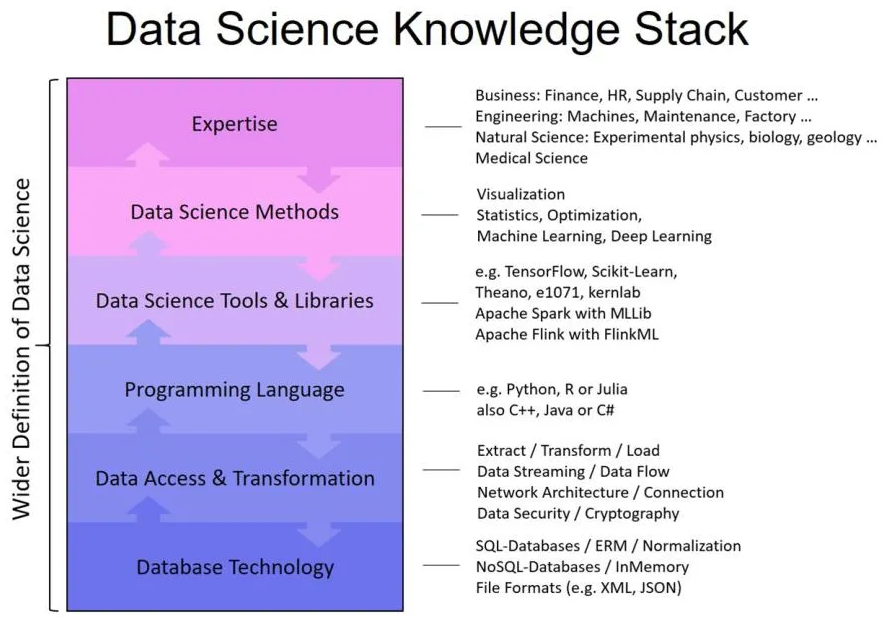 Data Science Knowledge Stack
Wider Definition of Data Science
Expertise
Business: Finance, HR, Supply Chain, Customer ...
Engineering: Machines, Maintenance, Factory ...
Natural Science: Experimental physics, biology, geology ...
Medical Science
Data Science Methods
Visualization
Statistics, Optimization,
Machine Learning, Deep Learning
Data Science Tools & Libraries
e.g. TensorFlow, Scikit-Learn,
Theano, e1071, kernlab
Apache Spark with MLLib
Apache Flink with FlinkML
Programming Language
e.g. Python, R or Julia
also C++, Java or C#
Data Access & Transformation
Extract / Transform / Load
Data Streaming / Data Flow
Network Architecture / Connection
Data Security / Cryptography
Database Technology
SQL-Databases / ERM / Normalization
NoSQL-Databases / InMemory
File Formats (e.g. XML, JSON)